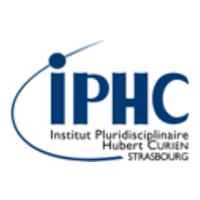 iPHC
Institut Pluridisciplinaire
Hubert CURIEN
STRASBOURG